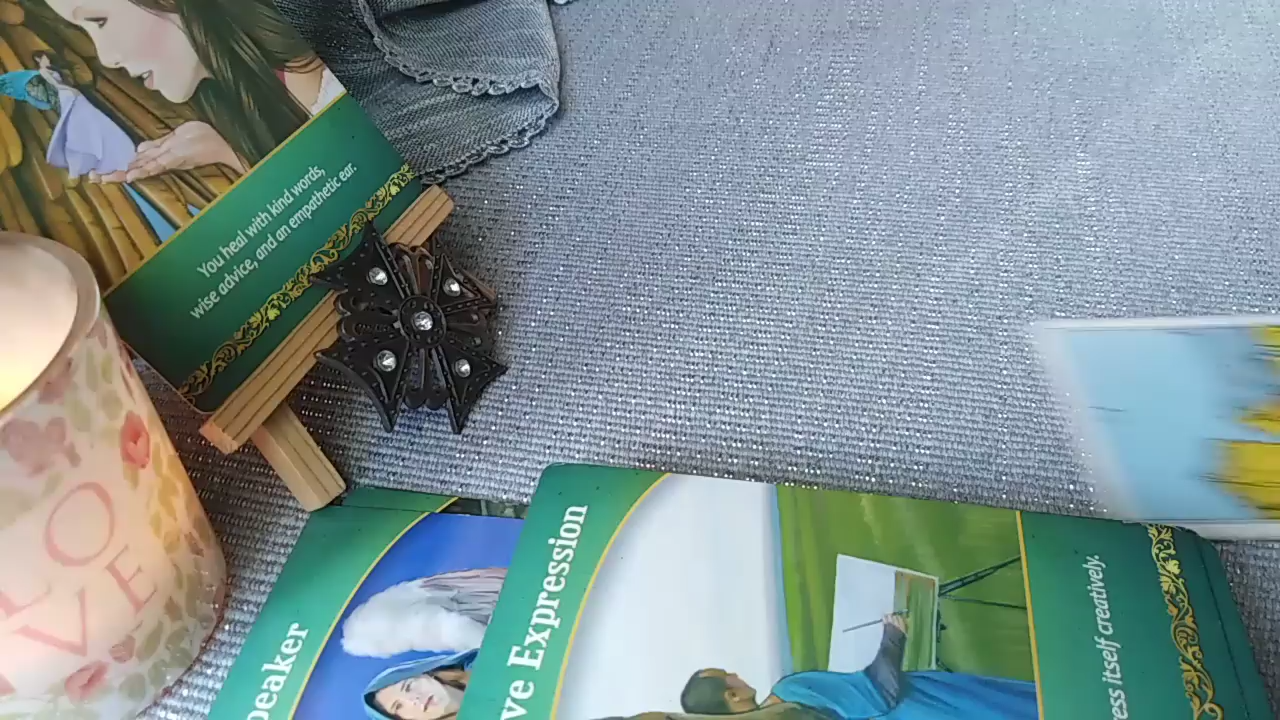 You heal with kind words,
wise advice, and an empathetic ear.
LO
VE
peaker
ve Expression
ress itself creatively.